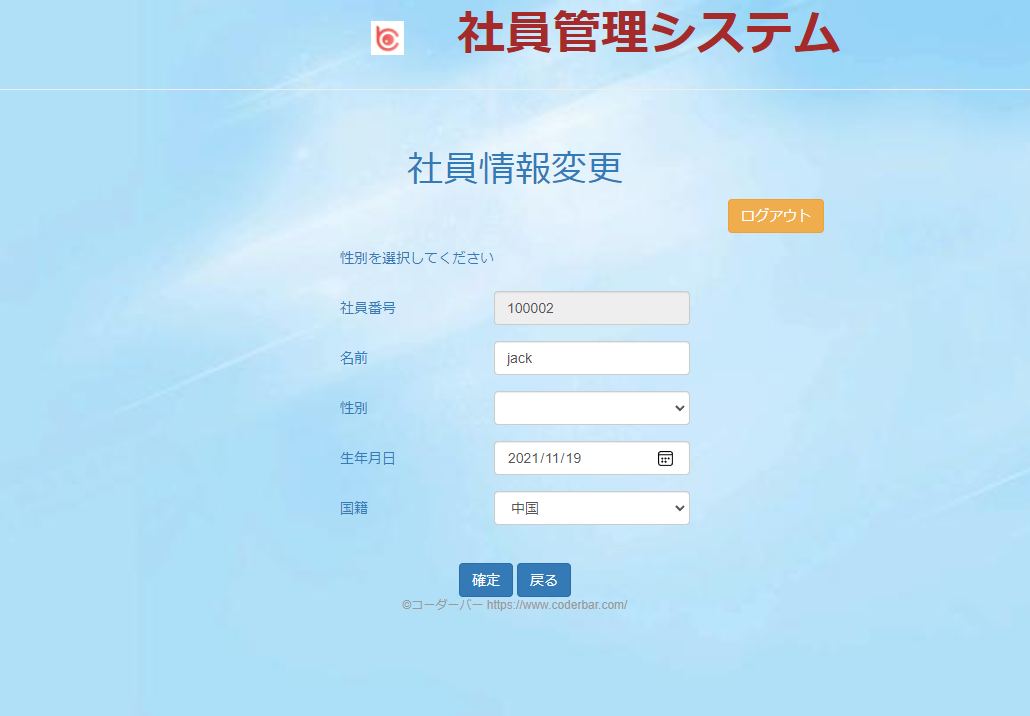 社員管理システム
社員情報変更
ログアウト
性別を選択してください
社員番号 100002
名前 jack
性別
生年月日 2021/11/19
国籍 中国
確定 戻る
©コーダーバー https://www.coderbar.com/